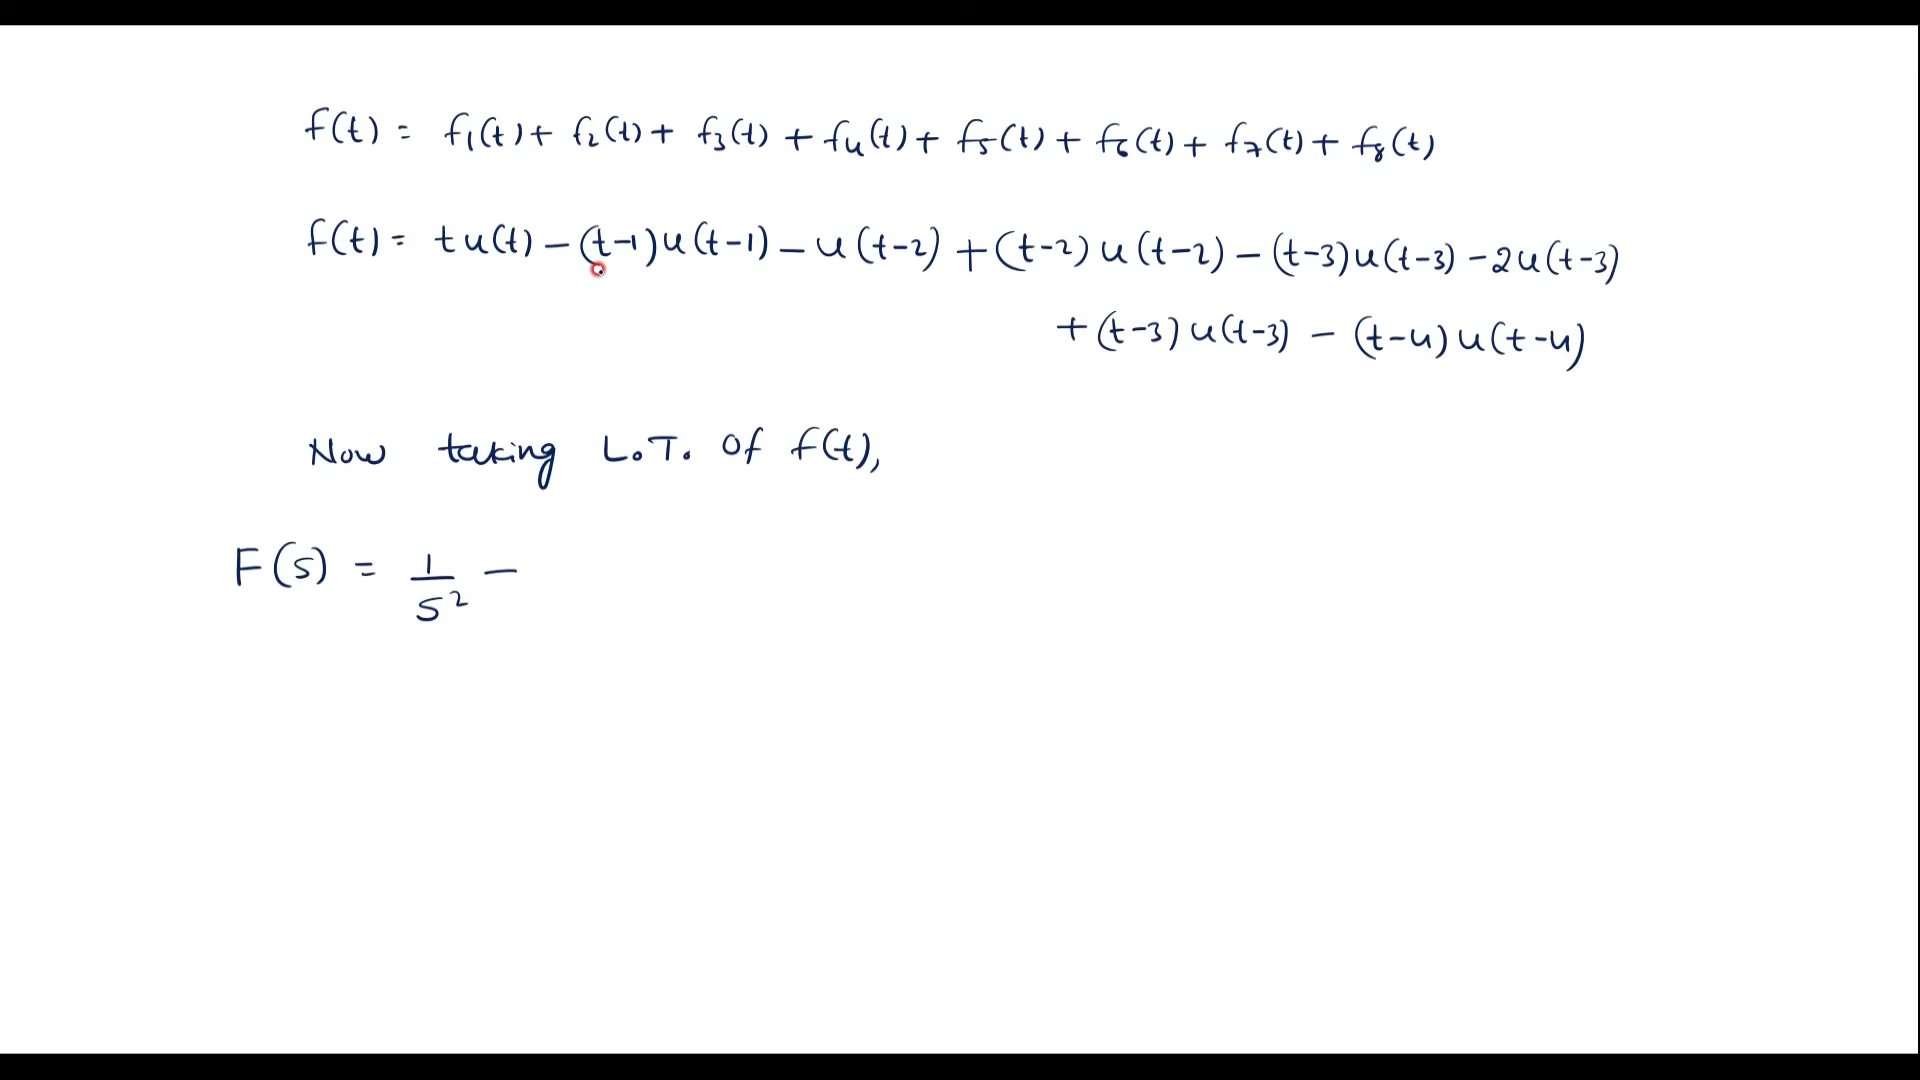 f(t) = f₁(t) + f₂(t) + f₃(t) + f₄(t) + f₅(t) + f₆(t) + f₇(t) + f₈(t)
f(t) = t u(t) − (t−1)u(t−1) − u(t−2) + (t−2) u(t−2) − (t−3)u(t−3) − 2u(t−3)
+ (t−3) u(t−3) − (t−4) u(t−4)
Now taking L.T. of f(t),
F(s) = 1/s² −